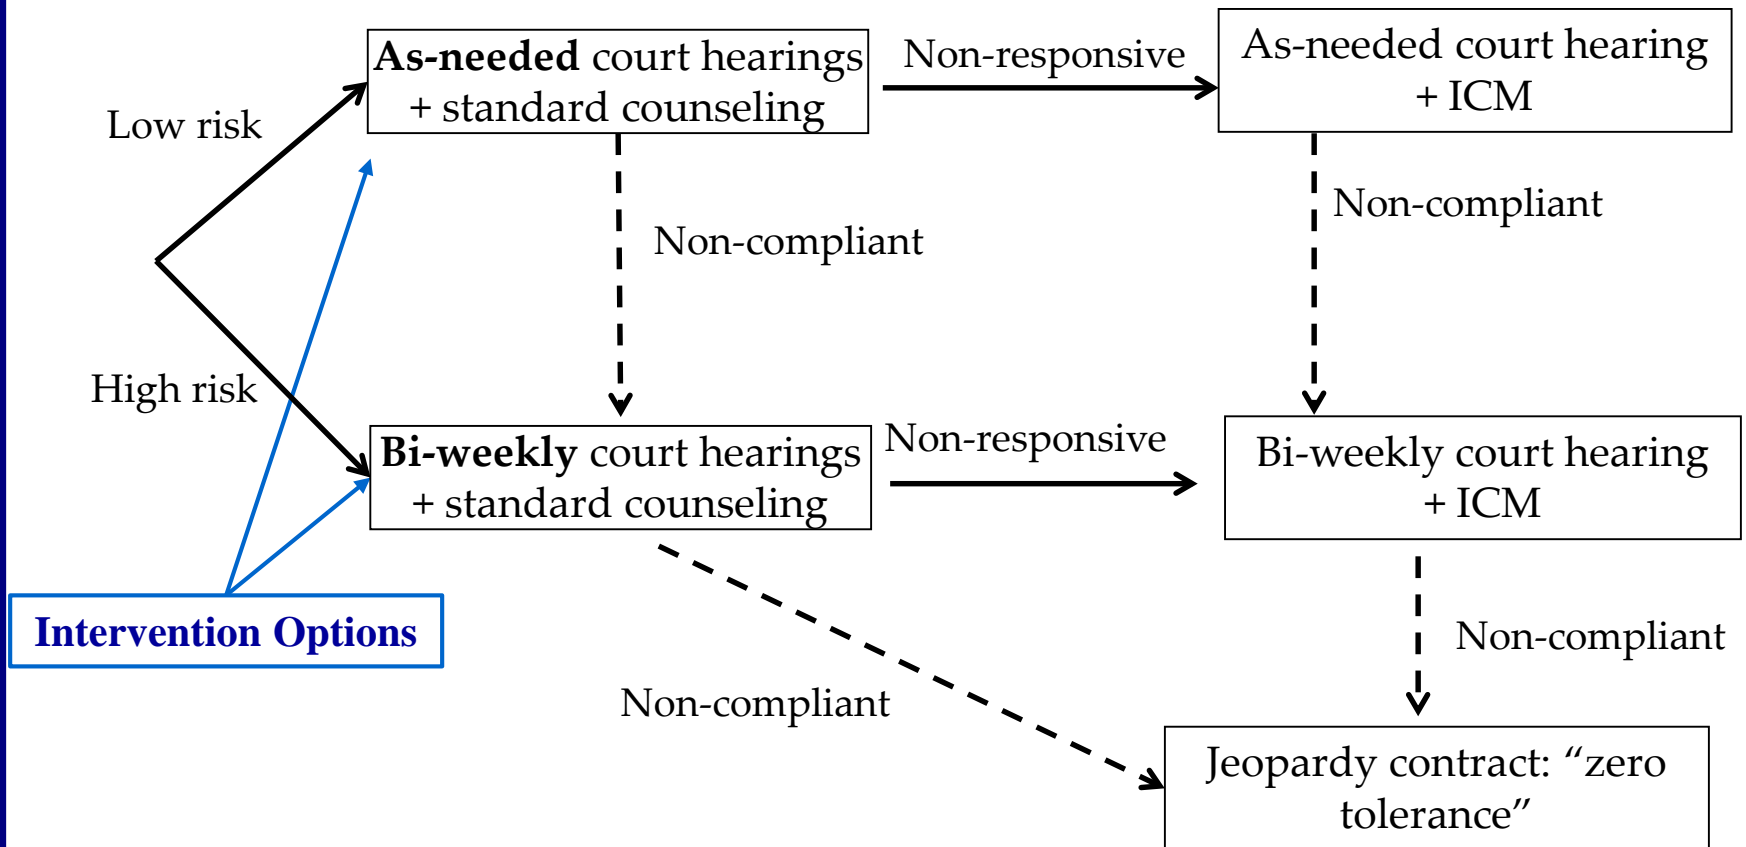 As-needed court hearings
+ standard counseling
Non-responsive
As-needed court hearing
+ ICM
Low risk
Non-compliant
Non-compliant
High risk
Bi-weekly court hearings
+ standard counseling
Non-responsive
Bi-weekly court hearing
+ ICM
Intervention Options
Non-compliant
Non-compliant
Jeopardy contract: “zero
tolerance”